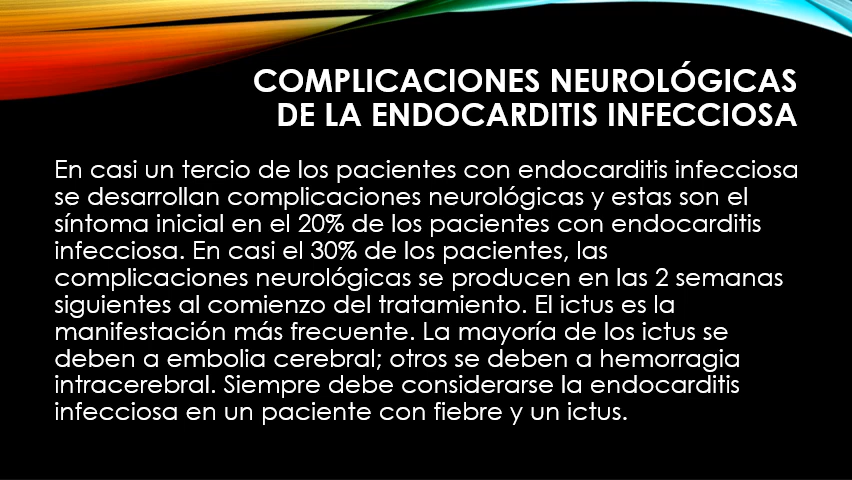 COMPLICACIONES NEUROLÓGICAS
DE LA ENDOCARDITIS INFECCIOSA
En casi un tercio de los pacientes con endocarditis infecciosa
se desarrollan complicaciones neurológicas y estas son el
síntoma inicial en el 20% de los pacientes con endocarditis
infecciosa. En casi el 30% de los pacientes, las
complicaciones neurológicas se producen en las 2 semanas
siguientes al comienzo del tratamiento. El ictus es la
manifestación más frecuente. La mayoría de los ictus se
deben a embolia cerebral; otros se deben a hemorragia
intracerebral. Siempre debe considerarse la endocarditis
infecciosa en un paciente con fiebre y un ictus.